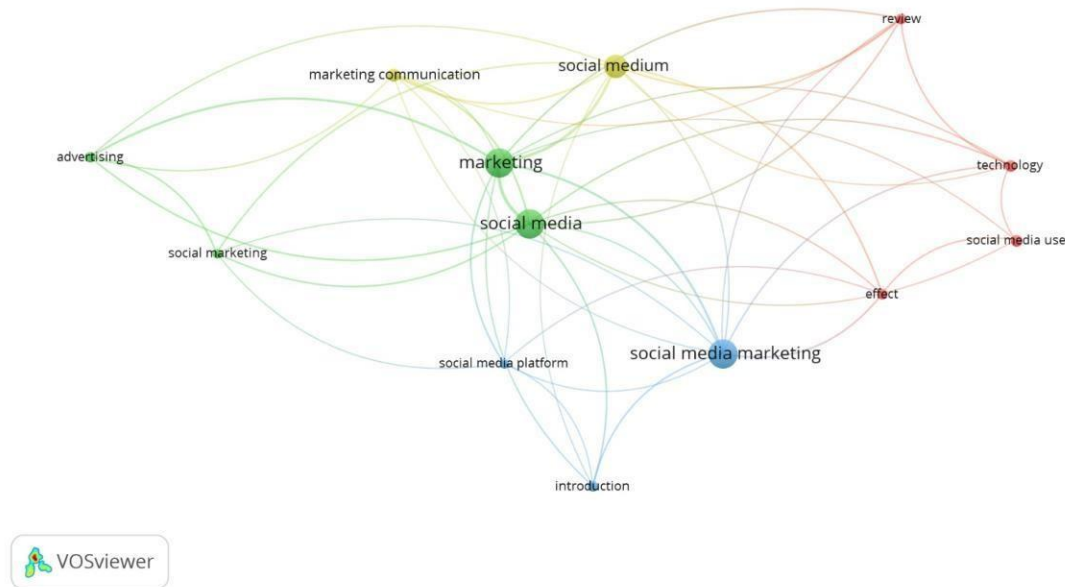 review
social medium
marketing communication
advertising
marketing
technology
social media
social media use
social marketing
effect
social media marketing
social media platform
introduction
VOSviewer